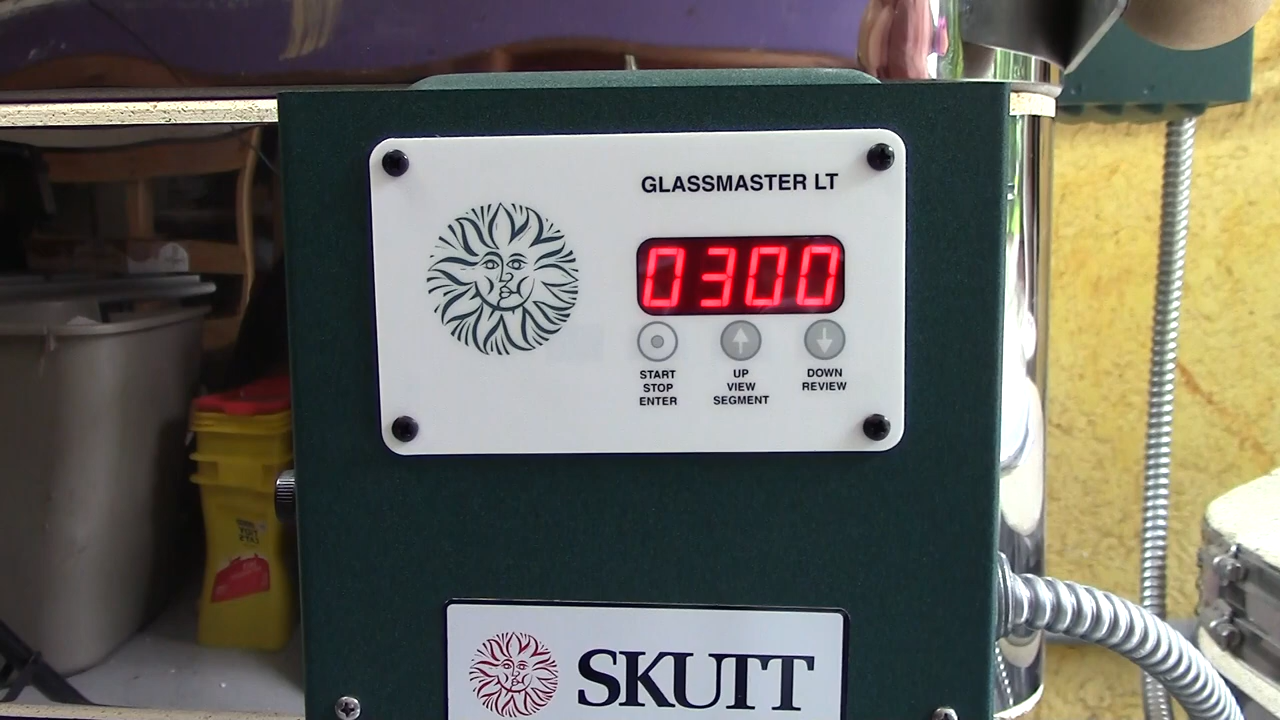 GLASSMASTER LT
0300
START
STOP
ENTER
UP
VIEW
SEGMENT
DOWN
REVIEW
SKUTT